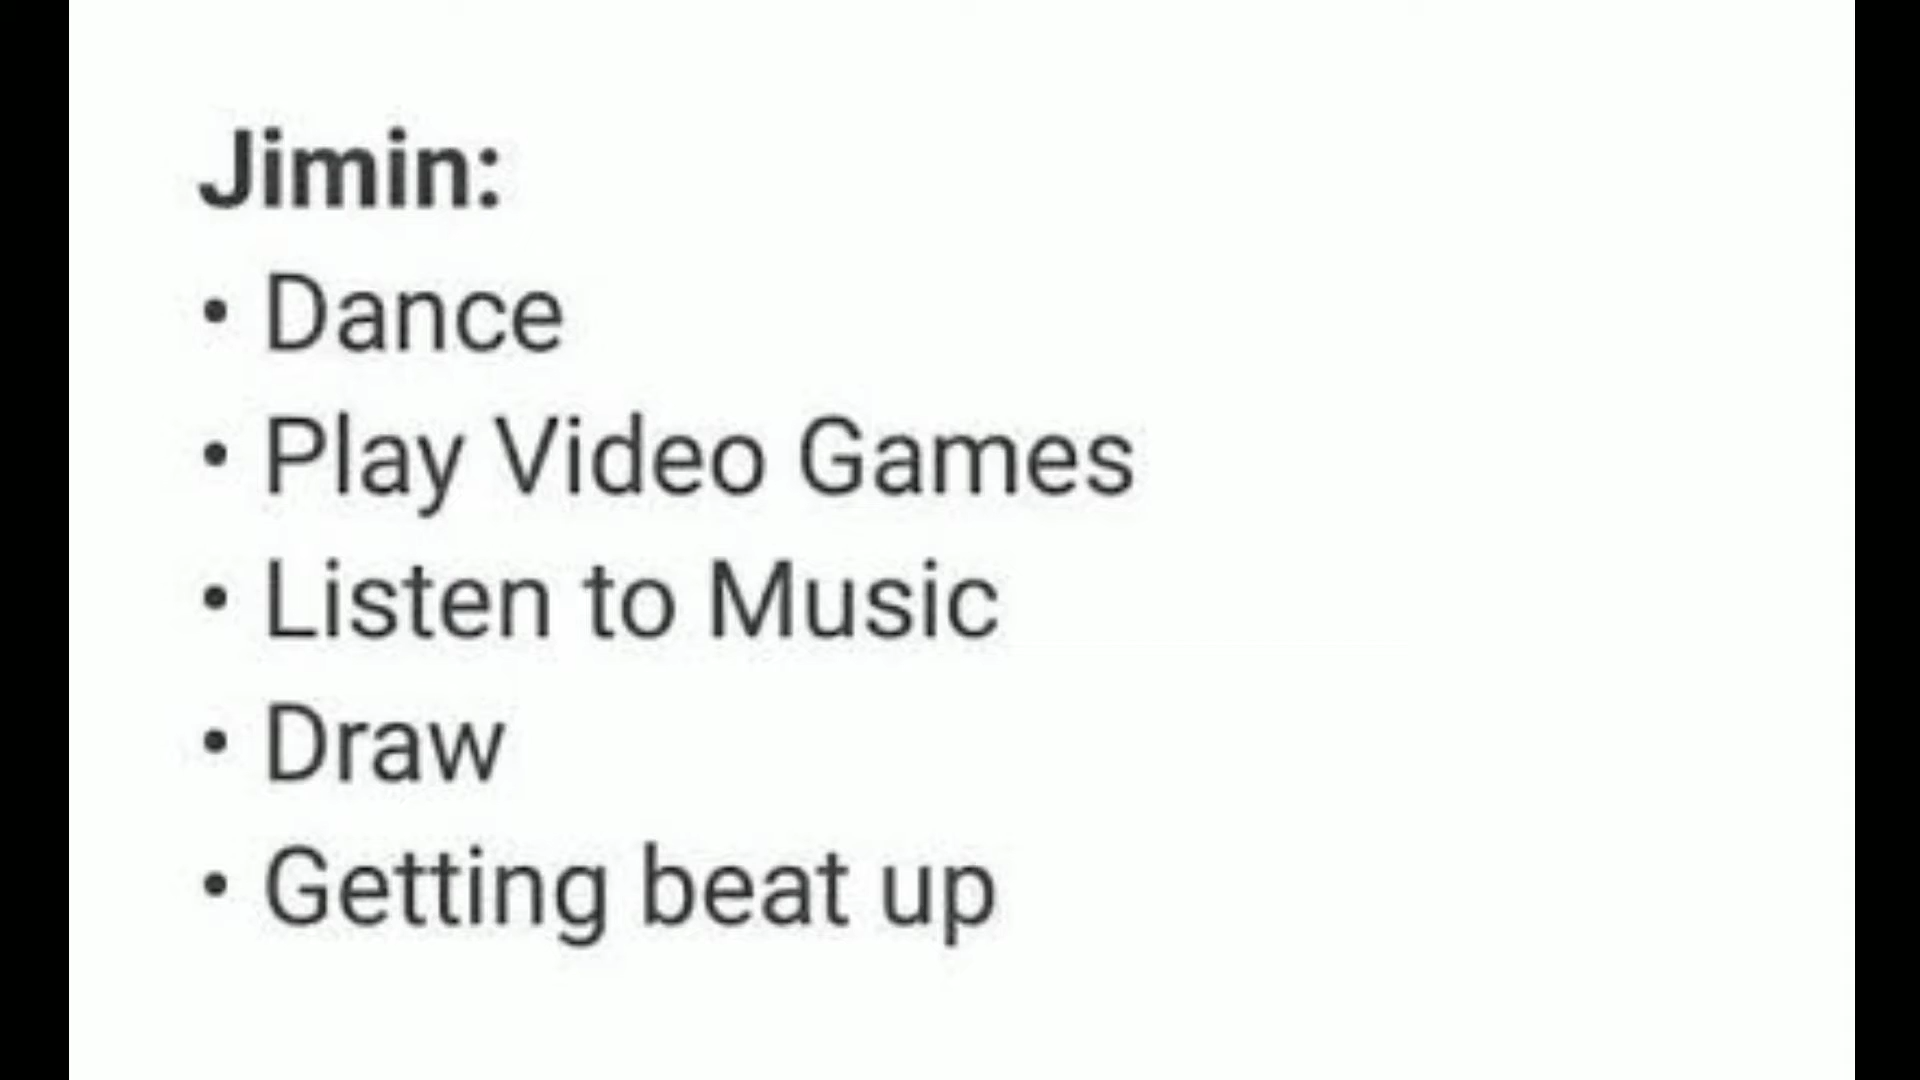 Jimin:
• Dance
• Play Video Games
• Listen to Music
• Draw
• Getting beat up